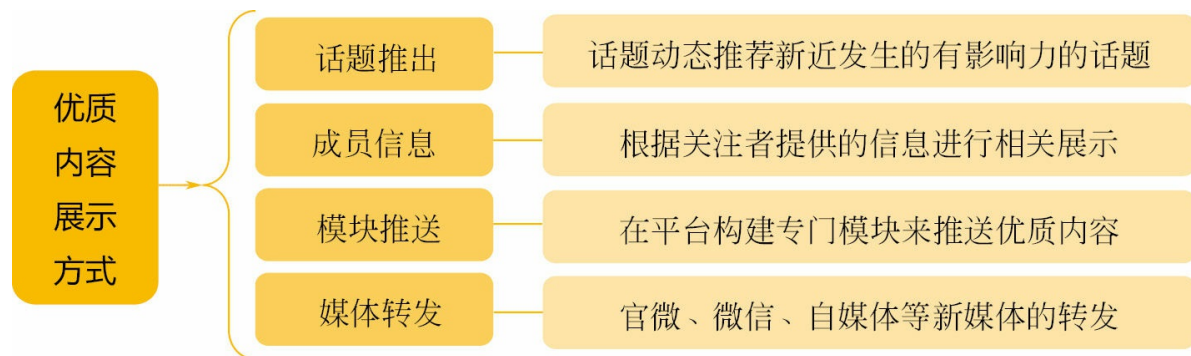 优质
内容
展示
方式
话题推出
话题动态推荐新近发生的有影响力的话题
成员信息
根据关注者提供的信息进行相关展示
模块推送
在平台构建专门模块来推送优质内容
媒体转发
官微、微信、自媒体等新媒体的转发